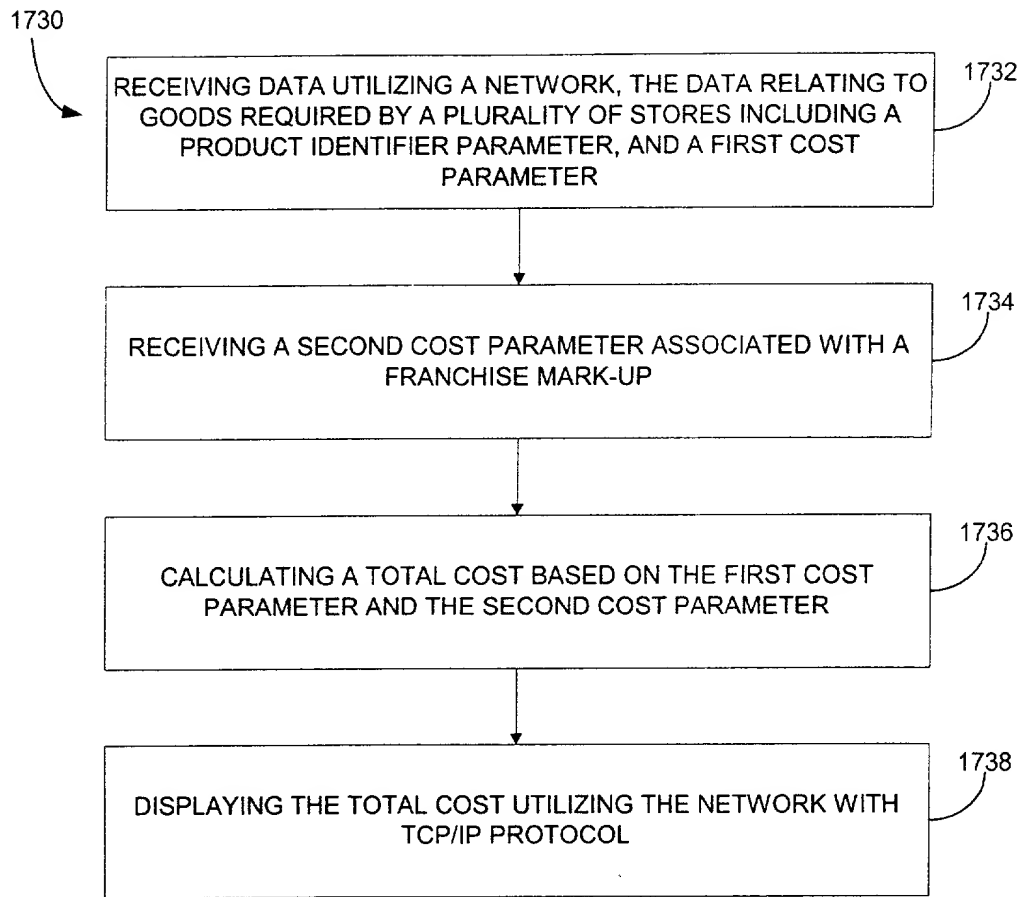 1730
RECEIVING DATA UTILIZING A NETWORK, THE DATA RELATING TO
GOODS REQUIRED BY A PLURALITY OF STORES INCLUDING A
PRODUCT IDENTIFIER PARAMETER, AND A FIRST COST
PARAMETER
1732
RECEIVING A SECOND COST PARAMETER ASSOCIATED WITH A
FRANCHISE MARK-UP
1734
CALCULATING A TOTAL COST BASED ON THE FIRST COST
PARAMETER AND THE SECOND COST PARAMETER
1736
DISPLAYING THE TOTAL COST UTILIZING THE NETWORK WITH
TCP/IP PROTOCOL
1738